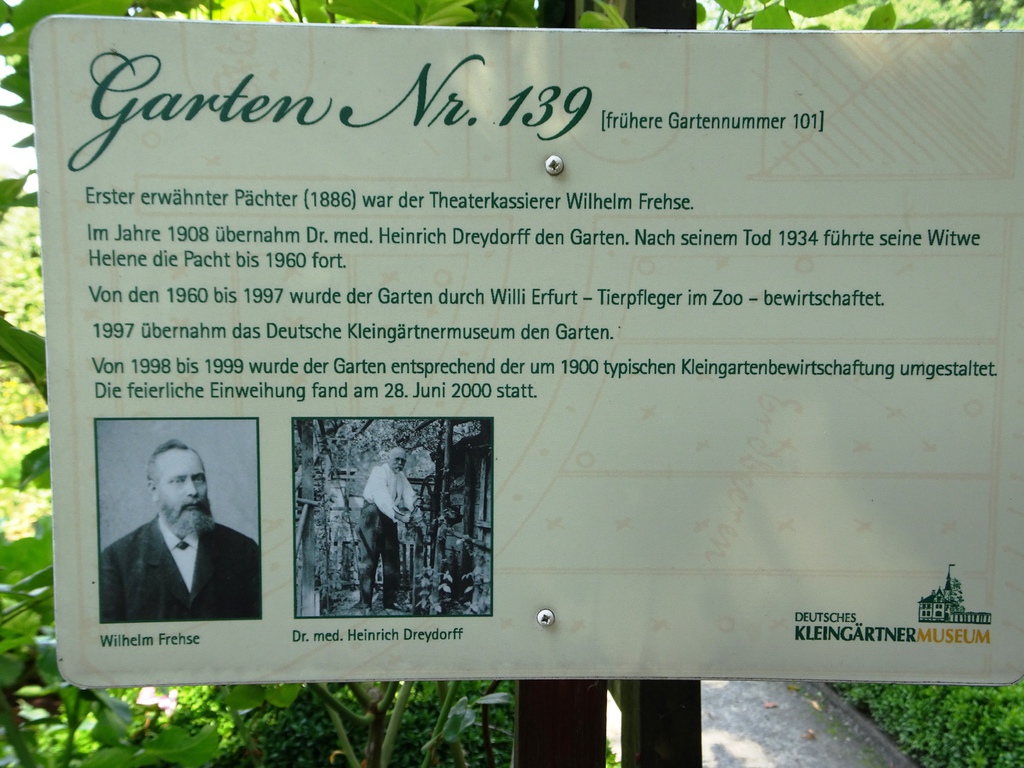 Garten Nr. 139 [frühere Gartennummer 101]
Erster erwähnter Pächter (1886) war der Theaterkassierer Wilhelm Frehse.
Im Jahre 1908 übernahm Dr. med. Heinrich Dreydorff den Garten. Nach seinem Tod 1934 führte seine Witwe
Helene die Pacht bis 1960 fort.
Von den 1960 bis 1997 wurde der Garten durch Willi Erfurt – Tierpfleger im Zoo – bewirtschaftet.
1997 übernahm das Deutsche Kleingärtnermuseum den Garten.
Von 1998 bis 1999 wurde der Garten entsprechend der um 1900 typischen Kleingartenbewirtschaftung umgestaltet.
Die feierliche Einweihung fand am 28. Juni 2000 statt.
Wilhelm Frehse
Dr. med. Heinrich Dreydorff
DEUTSCHES
KLEINGÄRTNERMUSEUM